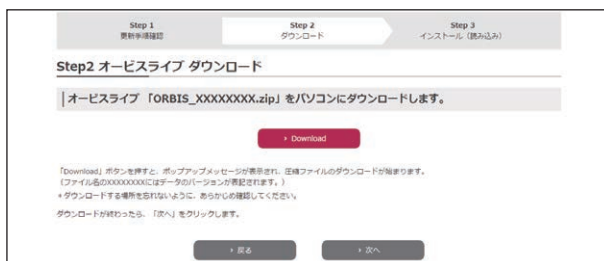 Step 1
更新手順確認
Step 2
ダウンロード
Step 3
インストール（読み込み）
Step2 オービスライブ ダウンロード
オービスライブ 「ORBIS_XXXXXXXX.zip」をパソコンにダウンロードします。
Download
「Download」ボタンを押すと、ポップアップメッセージが表示され、圧縮ファイルのダウンロードが始まります。
（ファイル名のXXXXXXXXにはデータのバージョンが表記されます。）
＊ダウンロードする場所を忘れないように、あらかじめ確認してください。
ダウンロードが終わったら、「次へ」をクリックします。
戻る
次へ